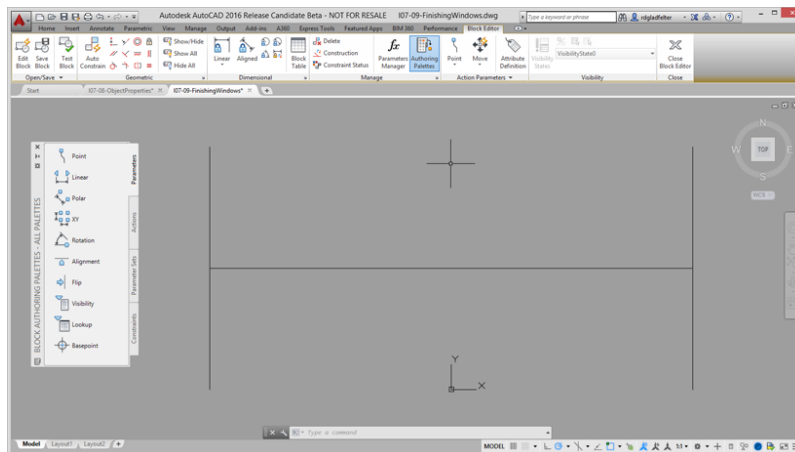 Autodesk AutoCAD 2016 Release Candidate Beta - NOT FOR RESALE I07-09-FinishingWindows.dwg
Type a keyword or phrase
rdgladfelter
Home Insert Annotate Parametric View Manage Output Add-ins A360 Express Tools Featured Apps BIM 360 Performance Block Editor
Edit Block
Save Block
Test Block
Auto Constrain
Show/Hide
Show All
Hide All
Linear
Aligned
Block Table
Delete
Construction
Constraint Status
Parameters Manager
Authoring Palettes
Point
Move
Attribute Definition
Visibility States
VisibilityState0
Close Block Editor
Open/Save Geometric Dimensional Manage Action Parameters Visibility Close
Start I07-08-ObjectProperties* I07-09-FinishingWindows*
N
W TOP E
S
WCS
BLOCK AUTHORING PALETTES - ALL PALETTES
Point
Linear
Polar
XY
Rotation
Alignment
Flip
Visibility
Lookup
Basepoint
Parameters
Actions
Parameter Sets
Constraints
Y
X
Type a command
Model Layout1 Layout2 +
MODEL 1:1